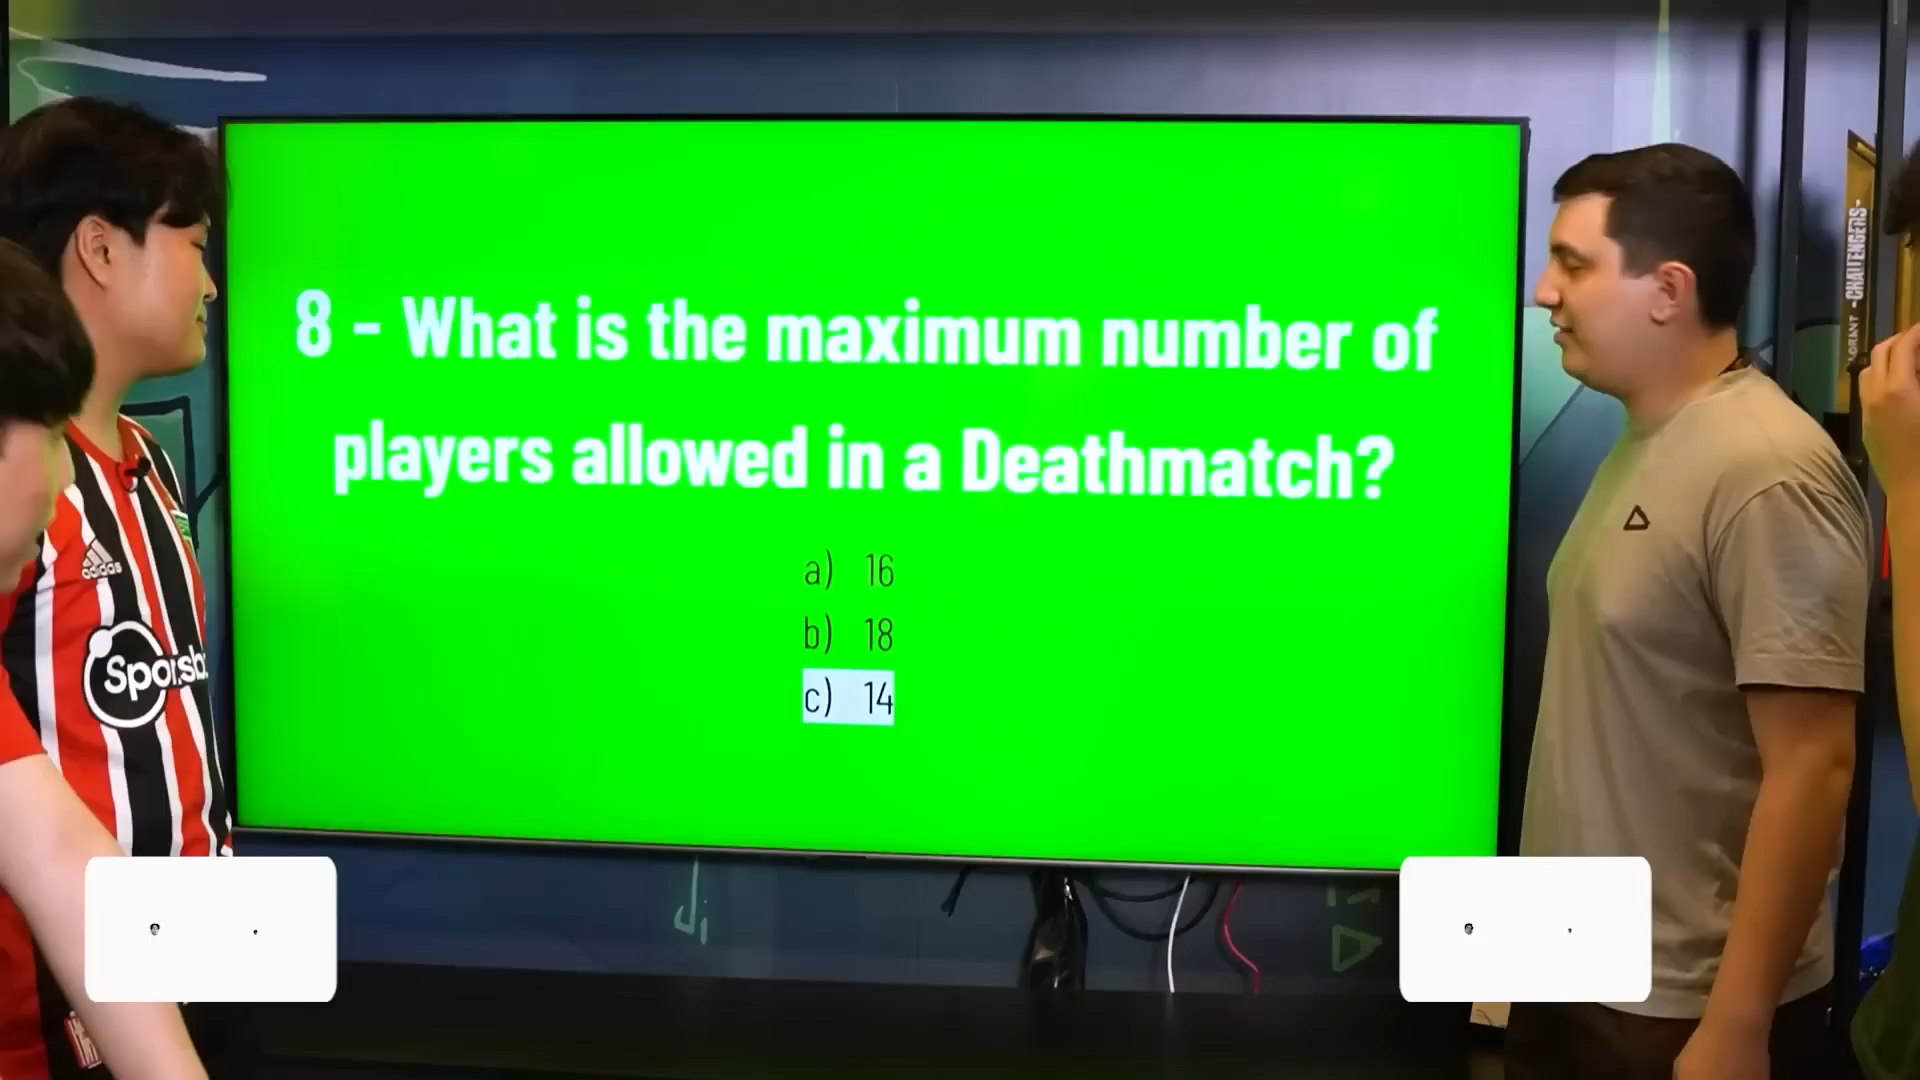 8 - What is the maximum number of
players allowed in a Deathmatch?
a) 16
b) 18
c) 14
adidas
-CHALLENGERS-